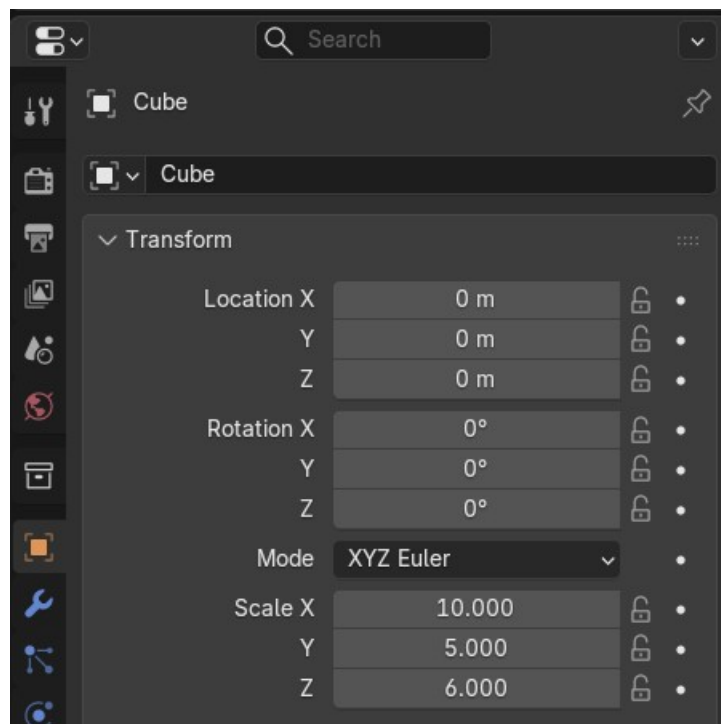 Search
Cube
Cube
Transform
Location X 0 m
Y 0 m
Z 0 m
Rotation X 0°
Y 0°
Z 0°
Mode XYZ Euler
Scale X 10.000
Y 5.000
Z 6.000